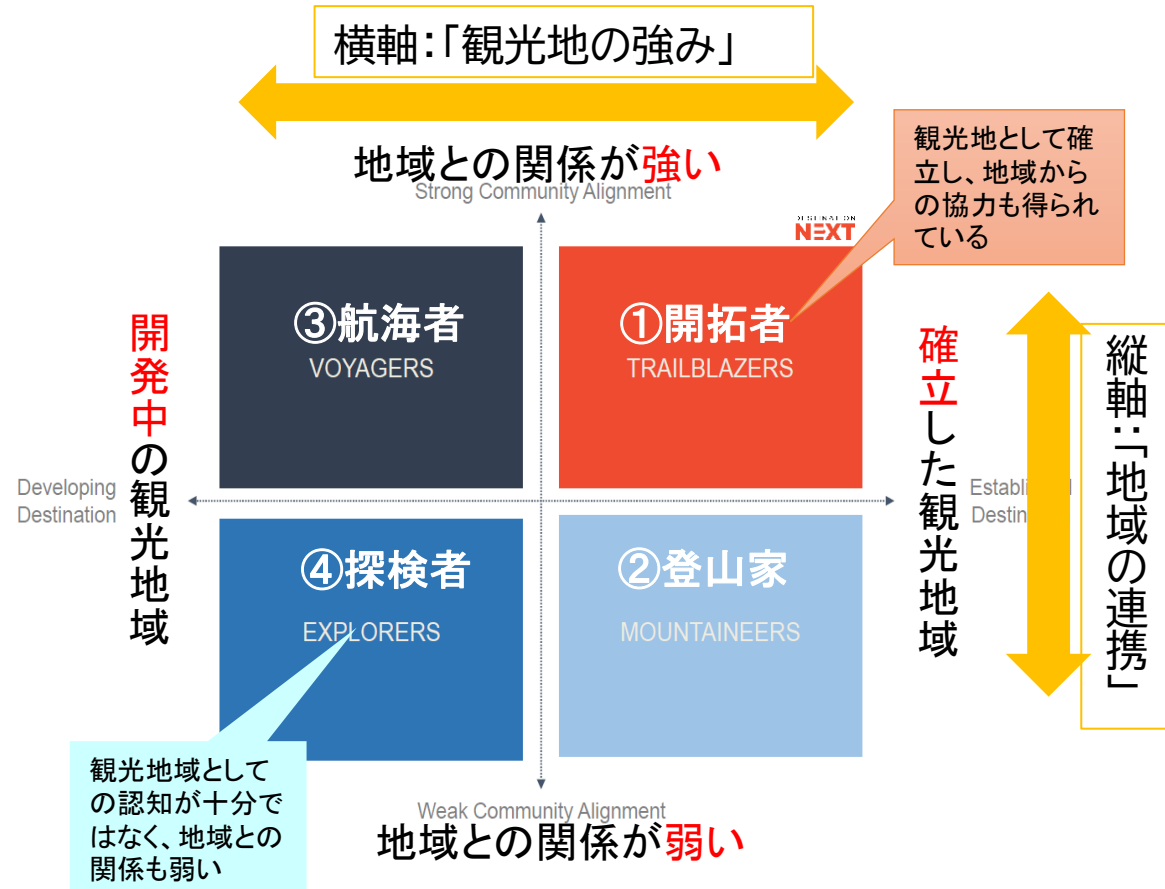 横軸:「観光地の強み」
地域との関係が強い
Strong Community Alignment
観光地として確
立し、地域から
の協力も得られ
ている
DESTINATION
NEXT
③航海者
VOYAGERS
①開拓者
TRAILBLAZERS
開発中の観光地域
確立した観光地域
縦軸:「地域の連携」
Developing
Destination
④探検者
EXPLORERS
②登山家
MOUNTAINEERS
観光地域として
の認知が十分で
はなく、地域との
関係も弱い
Weak Community Alignment
地域との関係が弱い